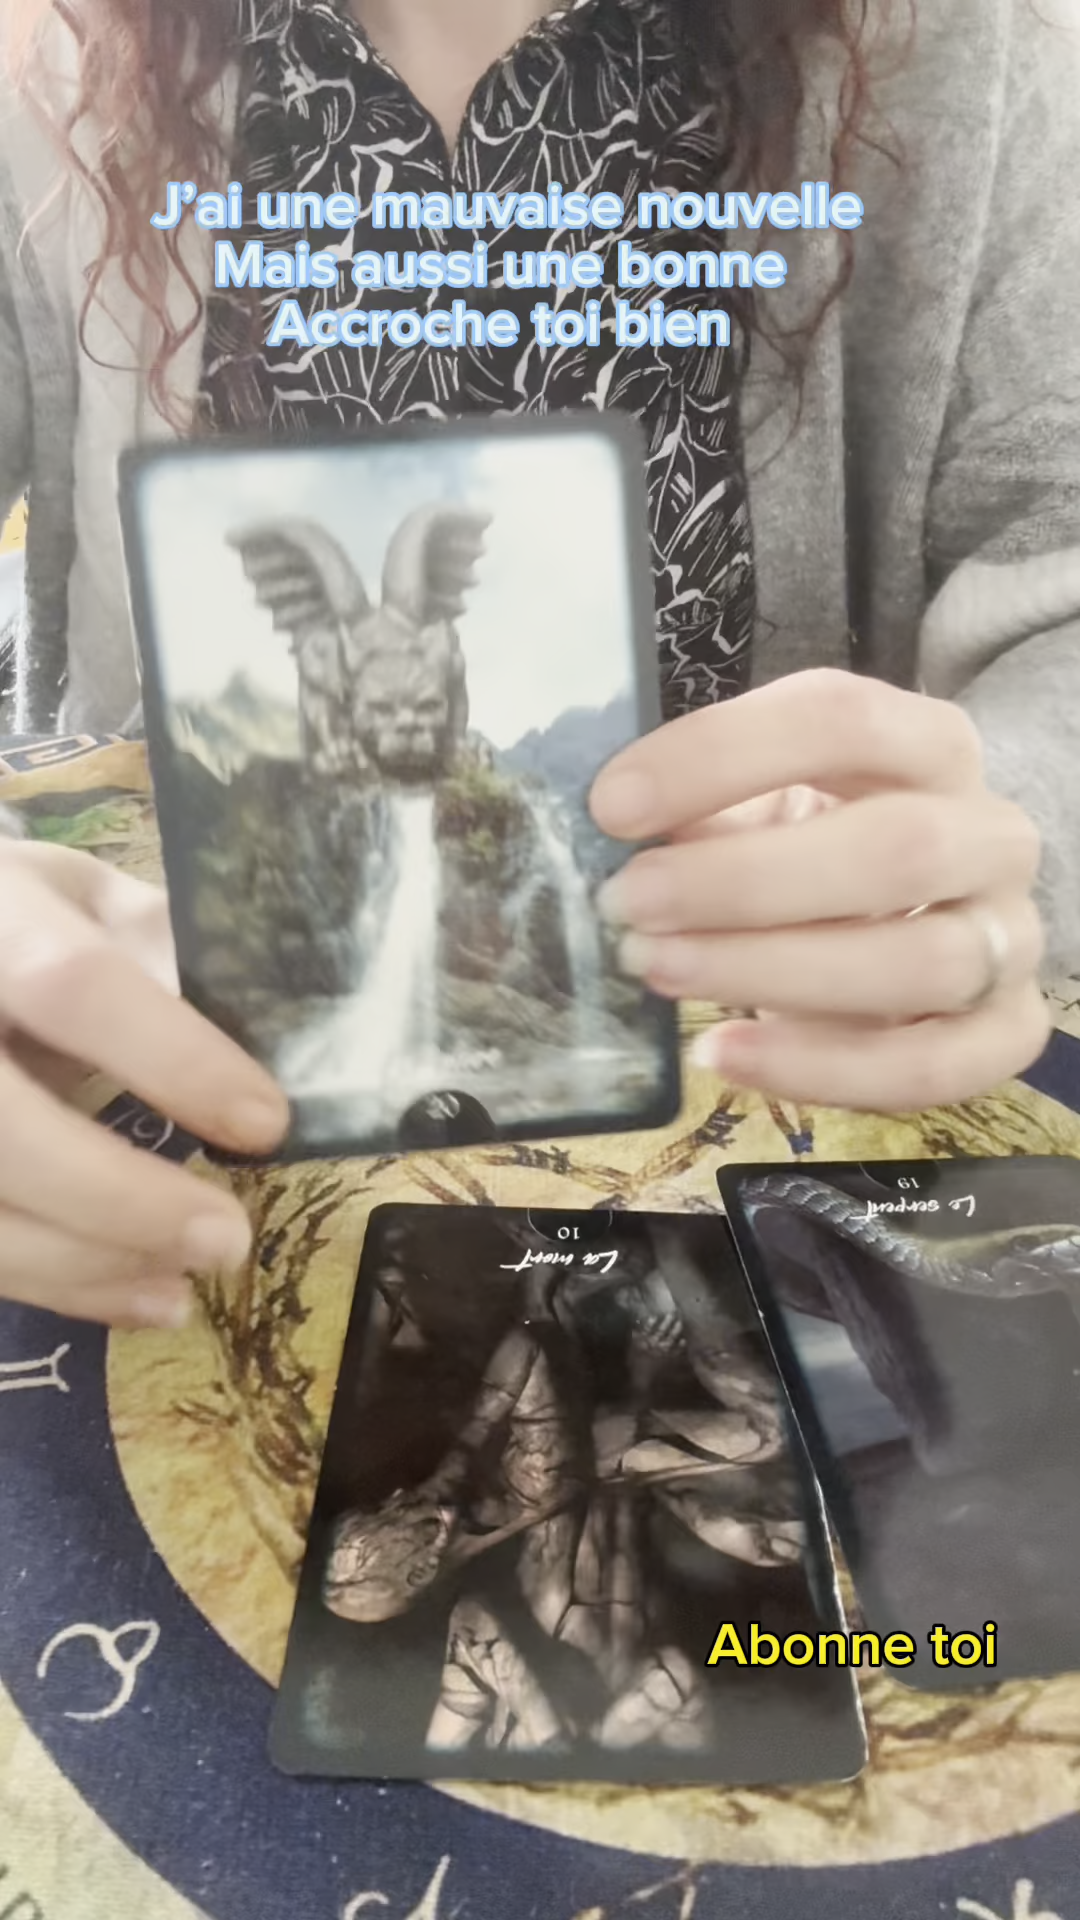 J'ai une mauvaise nouvelle
Mais aussi une bonne
Accroche toi bien
19
Le serpent
10
La mort
Abonne toi